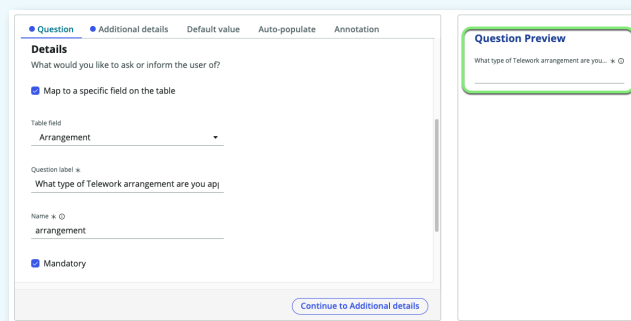 Question Additional details Default value Auto-populate Annotation
Details
What would you like to ask or inform the user of?
Map to a specific field on the table
Table field
Arrangement
Question label *
What type of Telework arrangement are you
Name *
arrangement
Mandatory
Continue to Additional details
Question Preview
What type of Telework arrangement are you... *